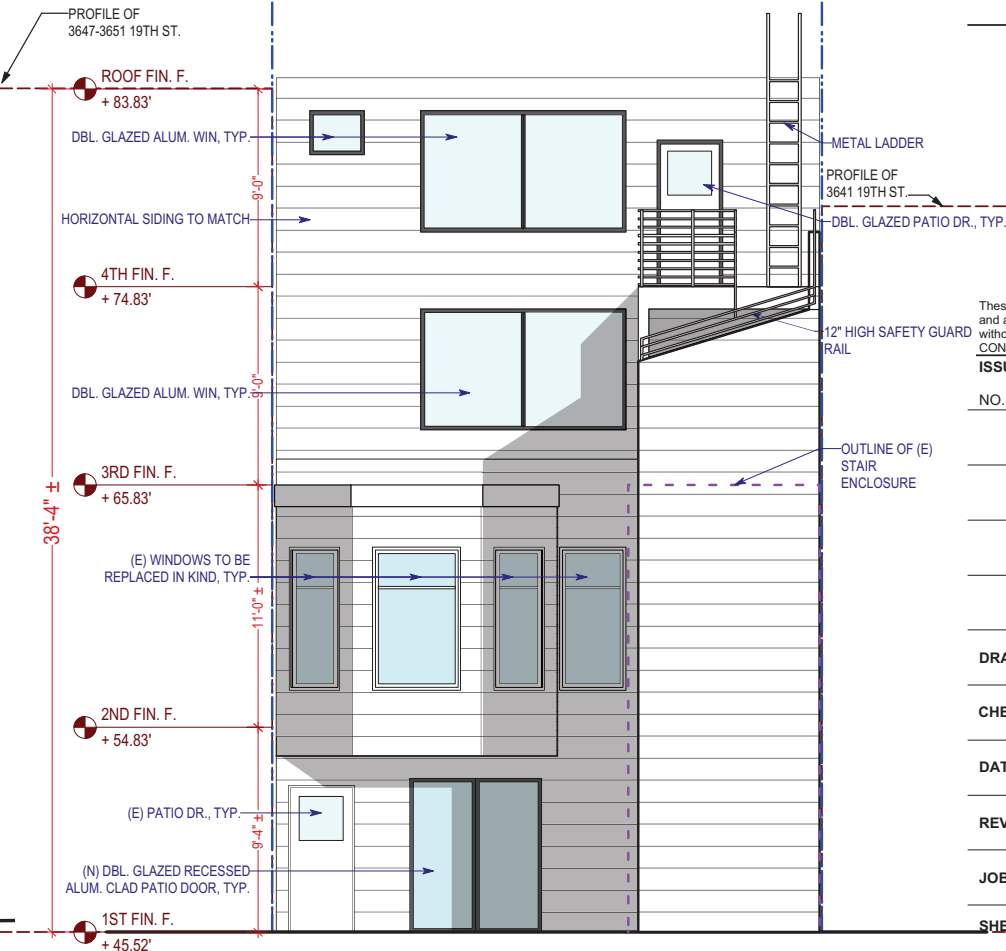 PROFILE OF
3647-3651 19TH ST.
ROOF FIN. F.
+ 83.83'
DBL. GLAZED ALUM. WIN, TYP.
METAL LADDER
PROFILE OF
3641 19TH ST.
9'-0"
HORIZONTAL SIDING TO MATCH
DBL. GLAZED PATIO DR., TYP.
4TH FIN. F.
+ 74.83'
12" HIGH SAFETY GUARD
RAIL
DBL. GLAZED ALUM. WIN, TYP.
9'-0"
OUTLINE OF (E)
STAIR
ENCLOSURE
3RD FIN. F.
+ 65.83'
38'-4" ±
(E) WINDOWS TO BE
REPLACED IN KIND, TYP.
11'-0" ±
2ND FIN. F.
+ 54.83'
(E) PATIO DR., TYP.
9'-4" ±
(N) DBL. GLAZED RECESSED
ALUM. CLAD PATIO DOOR, TYP.
1ST FIN. F.
+ 45.52'
Thes
and a
witho
CON
ISSU
NO.
DRA
CHE
DAT
REV
JOB
SHE